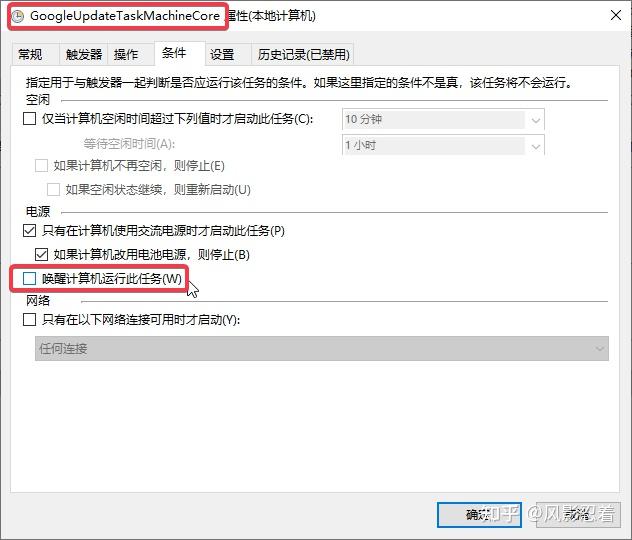 GoogleUpdateTaskMachineCore 属性(本地计算机)
常规 触发器 操作 条件 设置 历史记录(已禁用)
指定用于与触发器一起判断是否应运行该任务的条件。如果这里指定的条件不是真，该任务将不会运行。
空闲
仅当计算机空闲时间超过下列值时才启动此任务(C): 10 分钟
等待空闲时间(A): 1 小时
如果计算机不再空闲，则停止(E)
如果空闲状态继续，则重新启动(U)
电源
只有在计算机使用交流电源时才启动此任务(P)
如果计算机改用电池电源，则停止(B)
唤醒计算机运行此任务(W)
网络
只有在以下网络连接可用时才启动(Y):
任何连接
确定 取消
知乎 @风影忍着